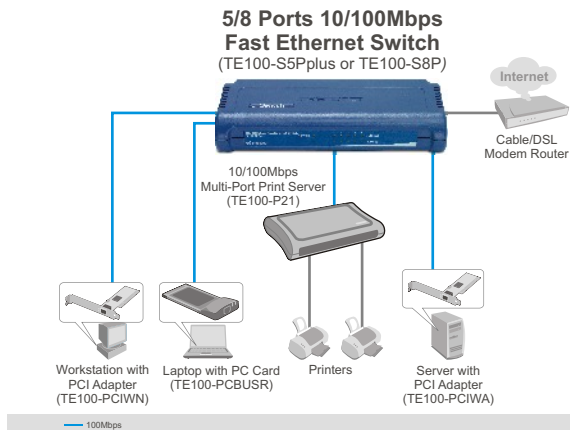 5/8 Ports 10/100Mbps
Fast Ethernet Switch
(TE100-S5Pplus or TE100-S8P)
Internet
Cable/DSL
Modem Router
10/100Mbps
Multi-Port Print Server
(TE100-P21)
Workstation with
PCI Adapter
(TE100-PCIWN)
Laptop with PC Card
(TE100-PCBUSR)
Printers
Server with
PCI Adapter
(TE100-PCIWA)
100Mbps